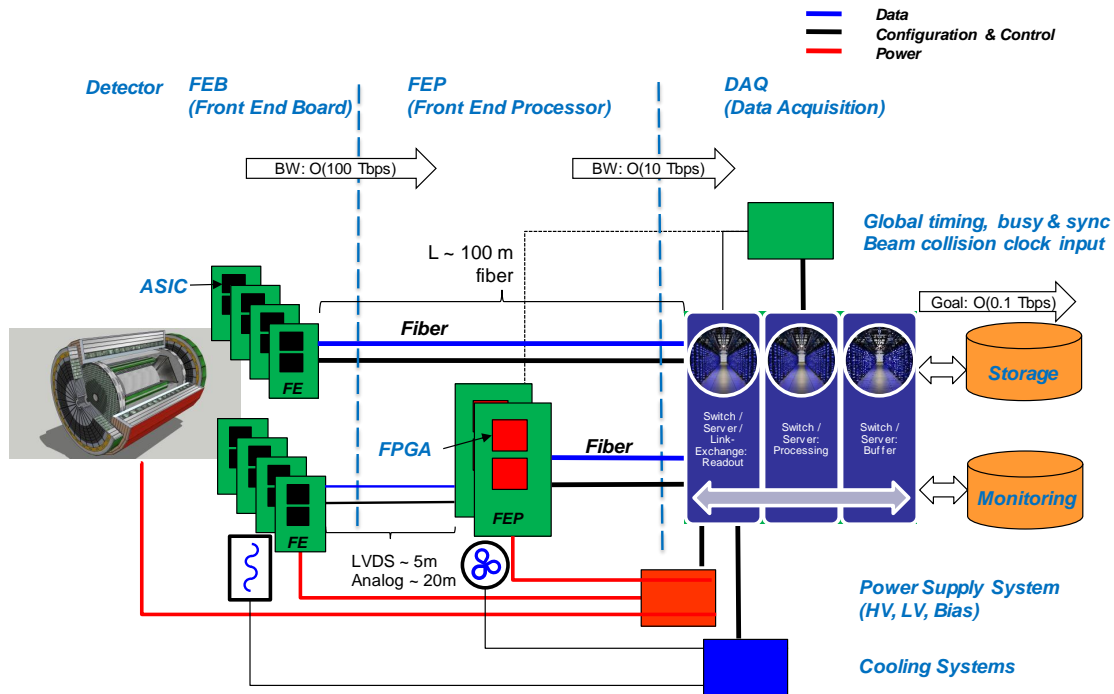 Data
Configuration & Control
Power
Detector
FEB
(Front End Board)
FEP
(Front End Processor)
DAQ
(Data Acquisition)
BW: O(100 Tbps)
BW: O(10 Tbps)
Global timing, busy & sync
Beam collision clock input
L ~ 100 m
fiber
ASIC
Goal: O(0.1 Tbps)
Fiber
FE
Storage
Switch /
Server /
Link-
Exchange:
Readout
Switch /
Server:
Processing
Switch /
Server:
Buffer
FPGA
Fiber
Monitoring
FEP
FE
LVDS ~ 5m
Analog ~ 20m
Power Supply System
(HV, LV, Bias)
Cooling Systems